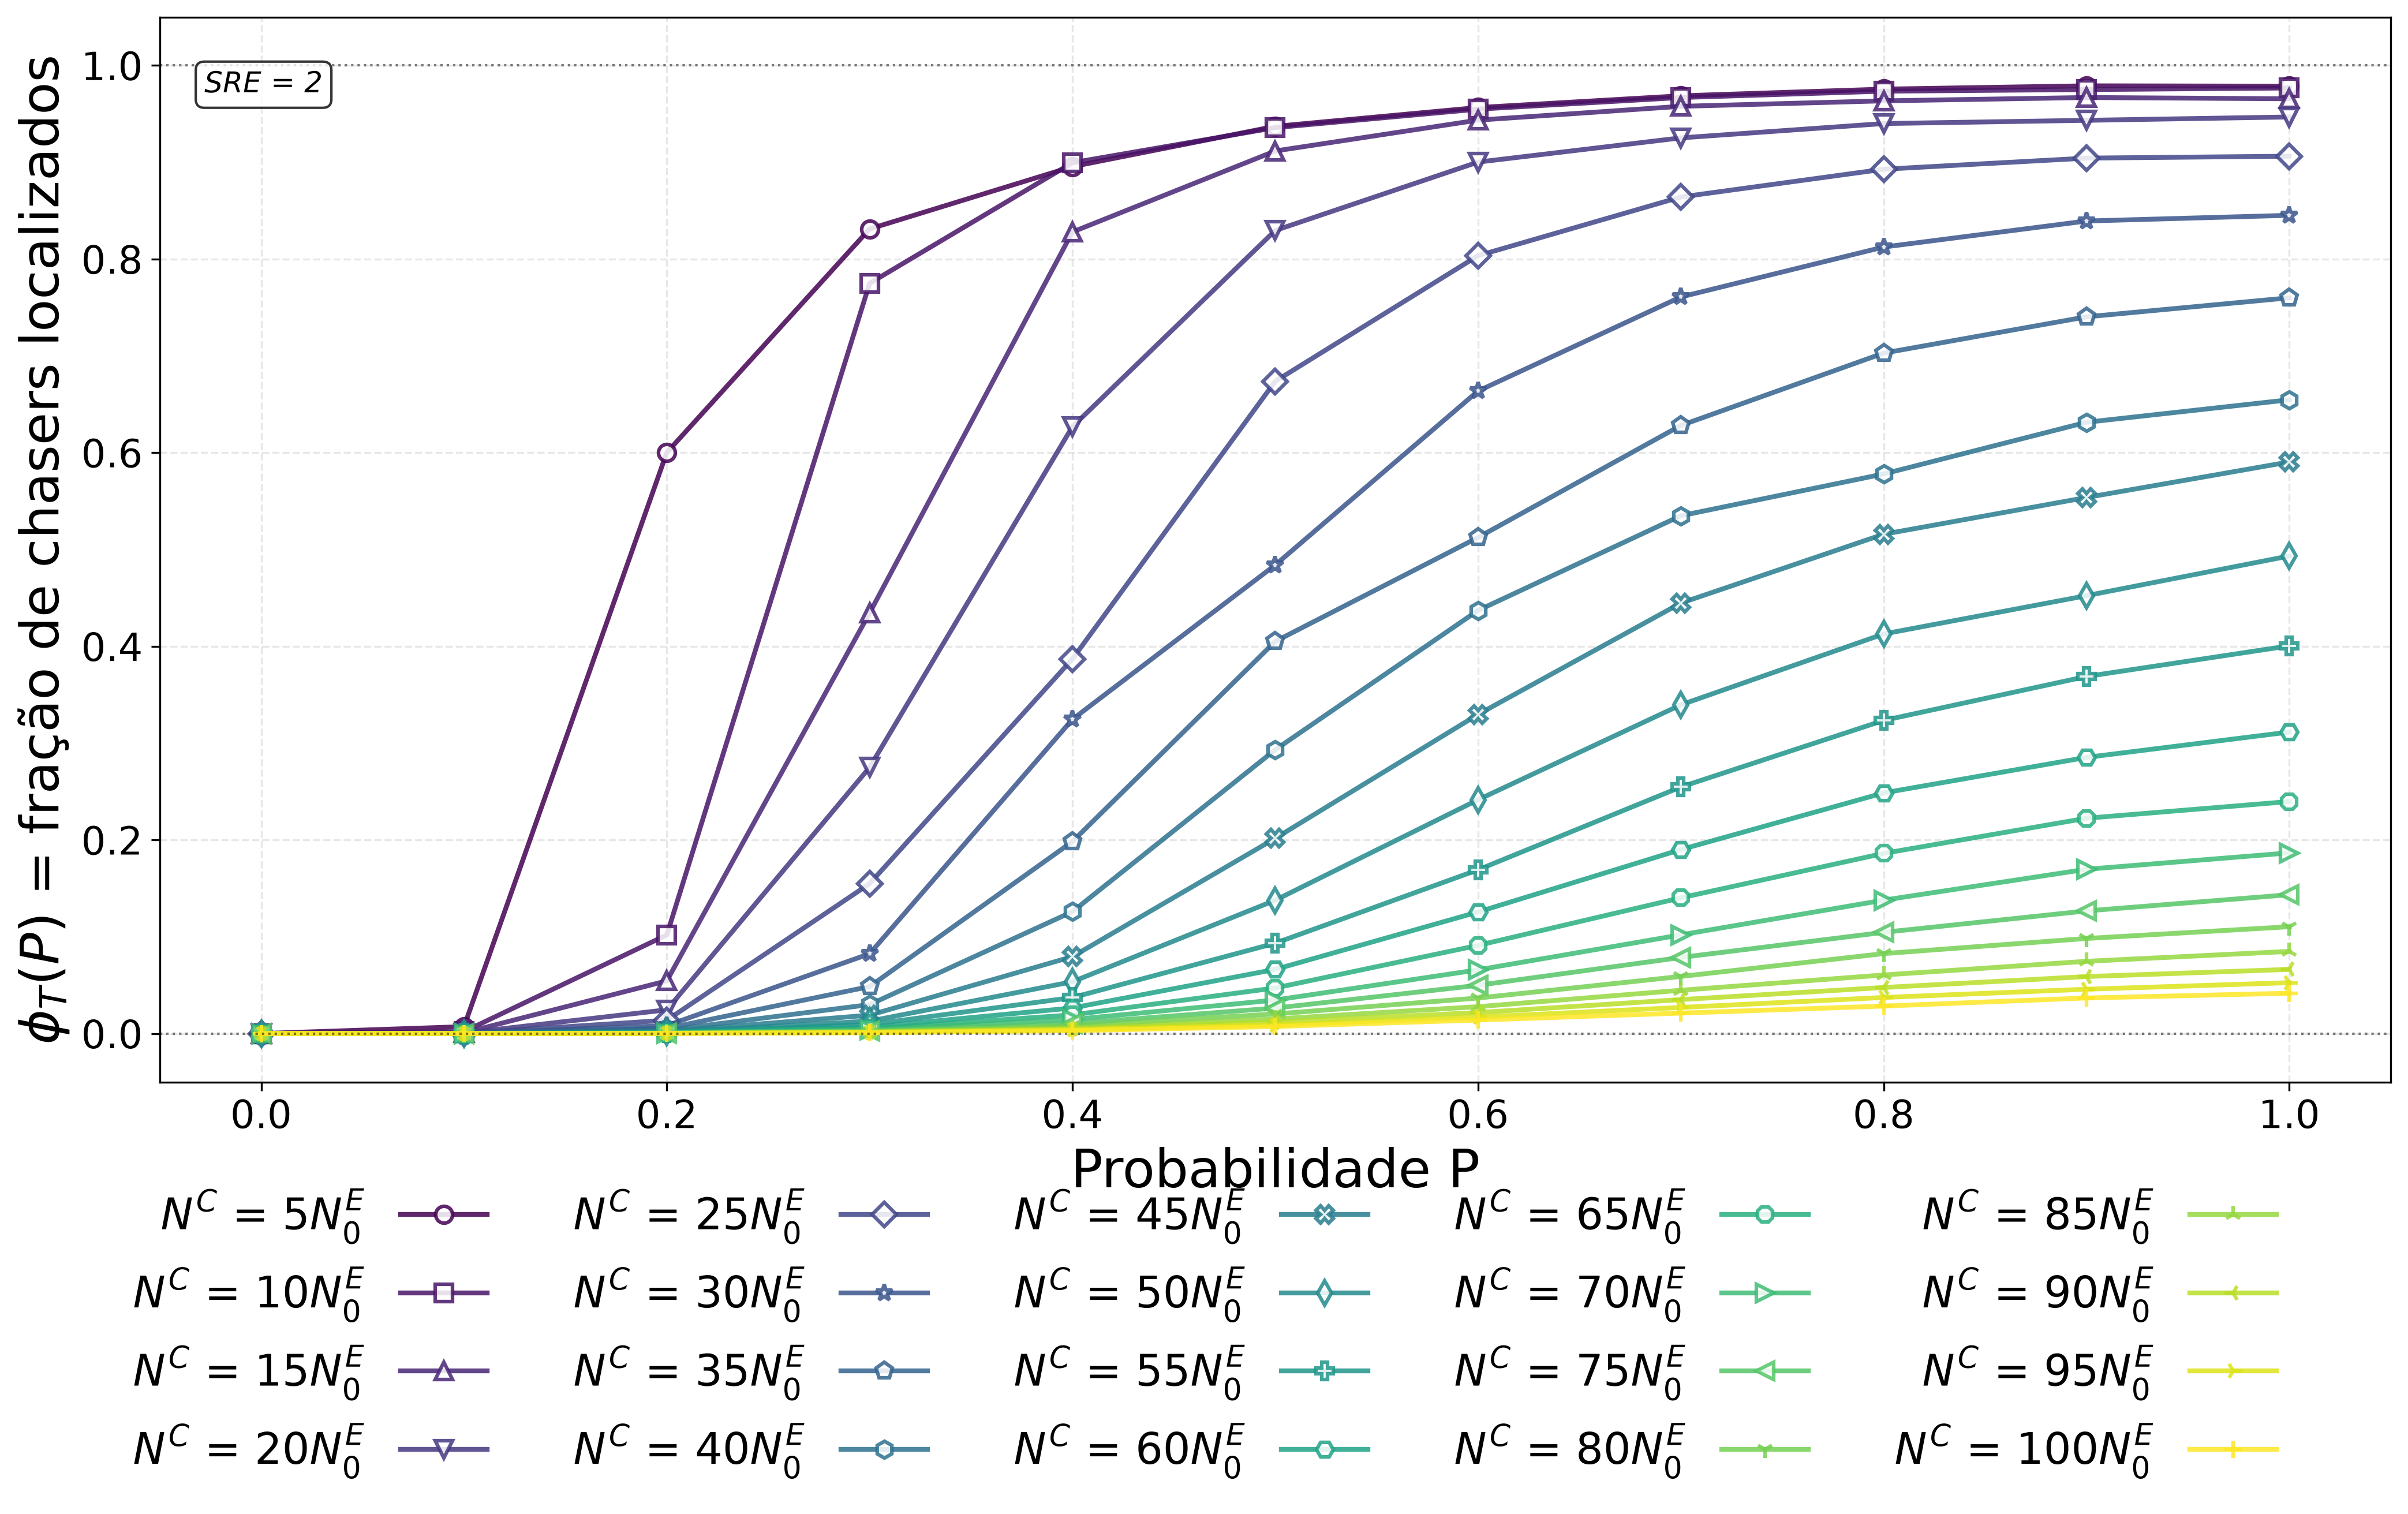 ϕ_T(P) = fração de chasers localizados
SRE = 2
1.0
0.8
0.6
0.4
0.2
0.0
0.0 0.2 0.4 0.6 0.8 1.0
Probabilidade P
N^C = 5N_0^E N^C = 25N_0^E N^C = 45N_0^E N^C = 65N_0^E N^C = 85N_0^E
N^C = 10N_0^E N^C = 30N_0^E N^C = 50N_0^E N^C = 70N_0^E N^C = 90N_0^E
N^C = 15N_0^E N^C = 35N_0^E N^C = 55N_0^E N^C = 75N_0^E N^C = 95N_0^E
N^C = 20N_0^E N^C = 40N_0^E N^C = 60N_0^E N^C = 80N_0^E N^C = 100N_0^E